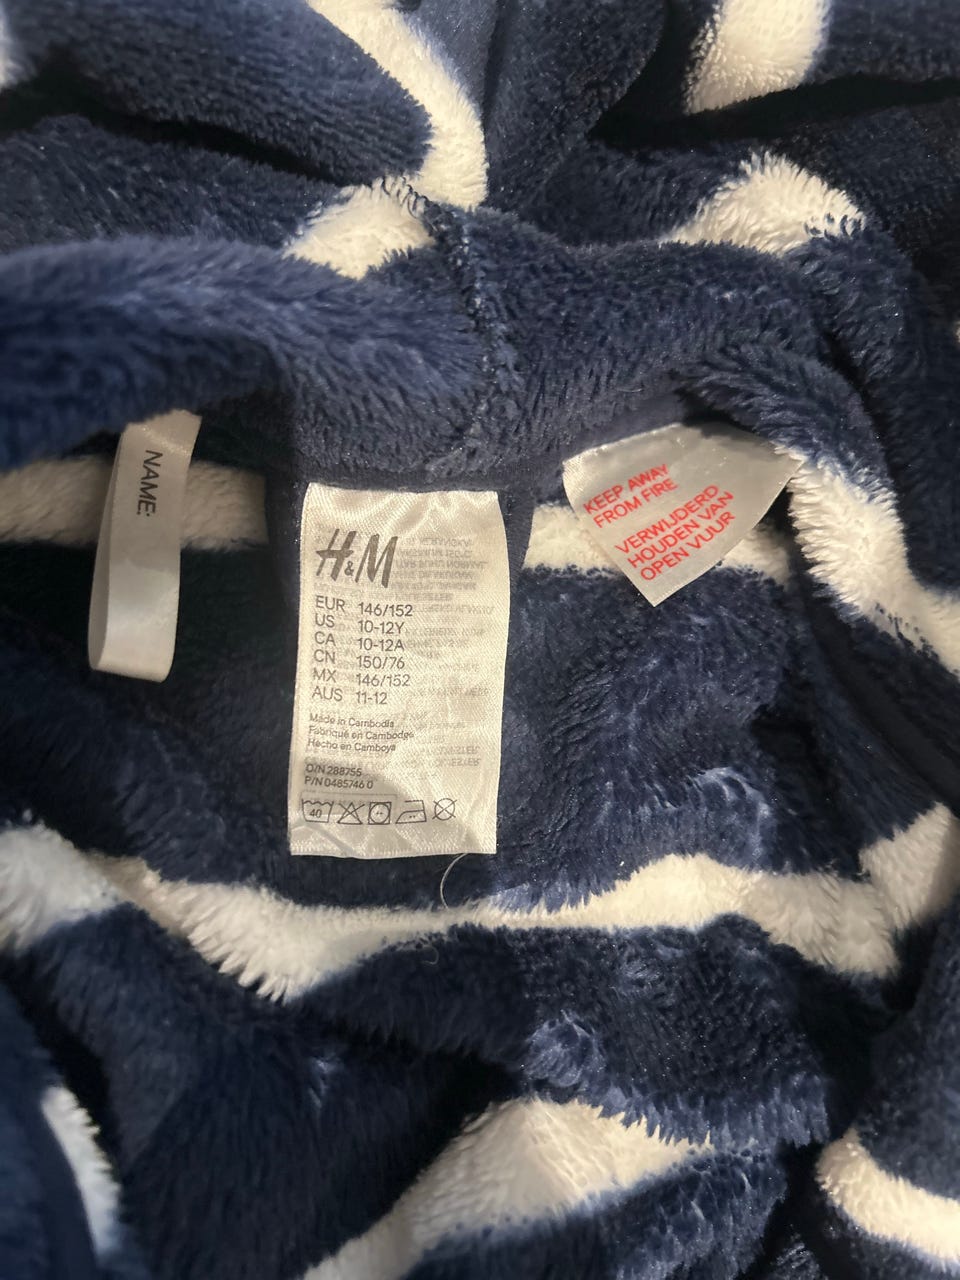 NAME:
H&M
EUR 146/152
US 10-12Y
CA 10-12A
CN 150/76
MX 146/152
AUS 11-12
Made in Cambodia
Fabriqué en Cambodge
Hecho en Camboya
O/N 288755
P/N 0485746 0
40
KEEP AWAY
FROM FIRE
VERWIJDERD
HOUDEN VAN
OPEN VUUR